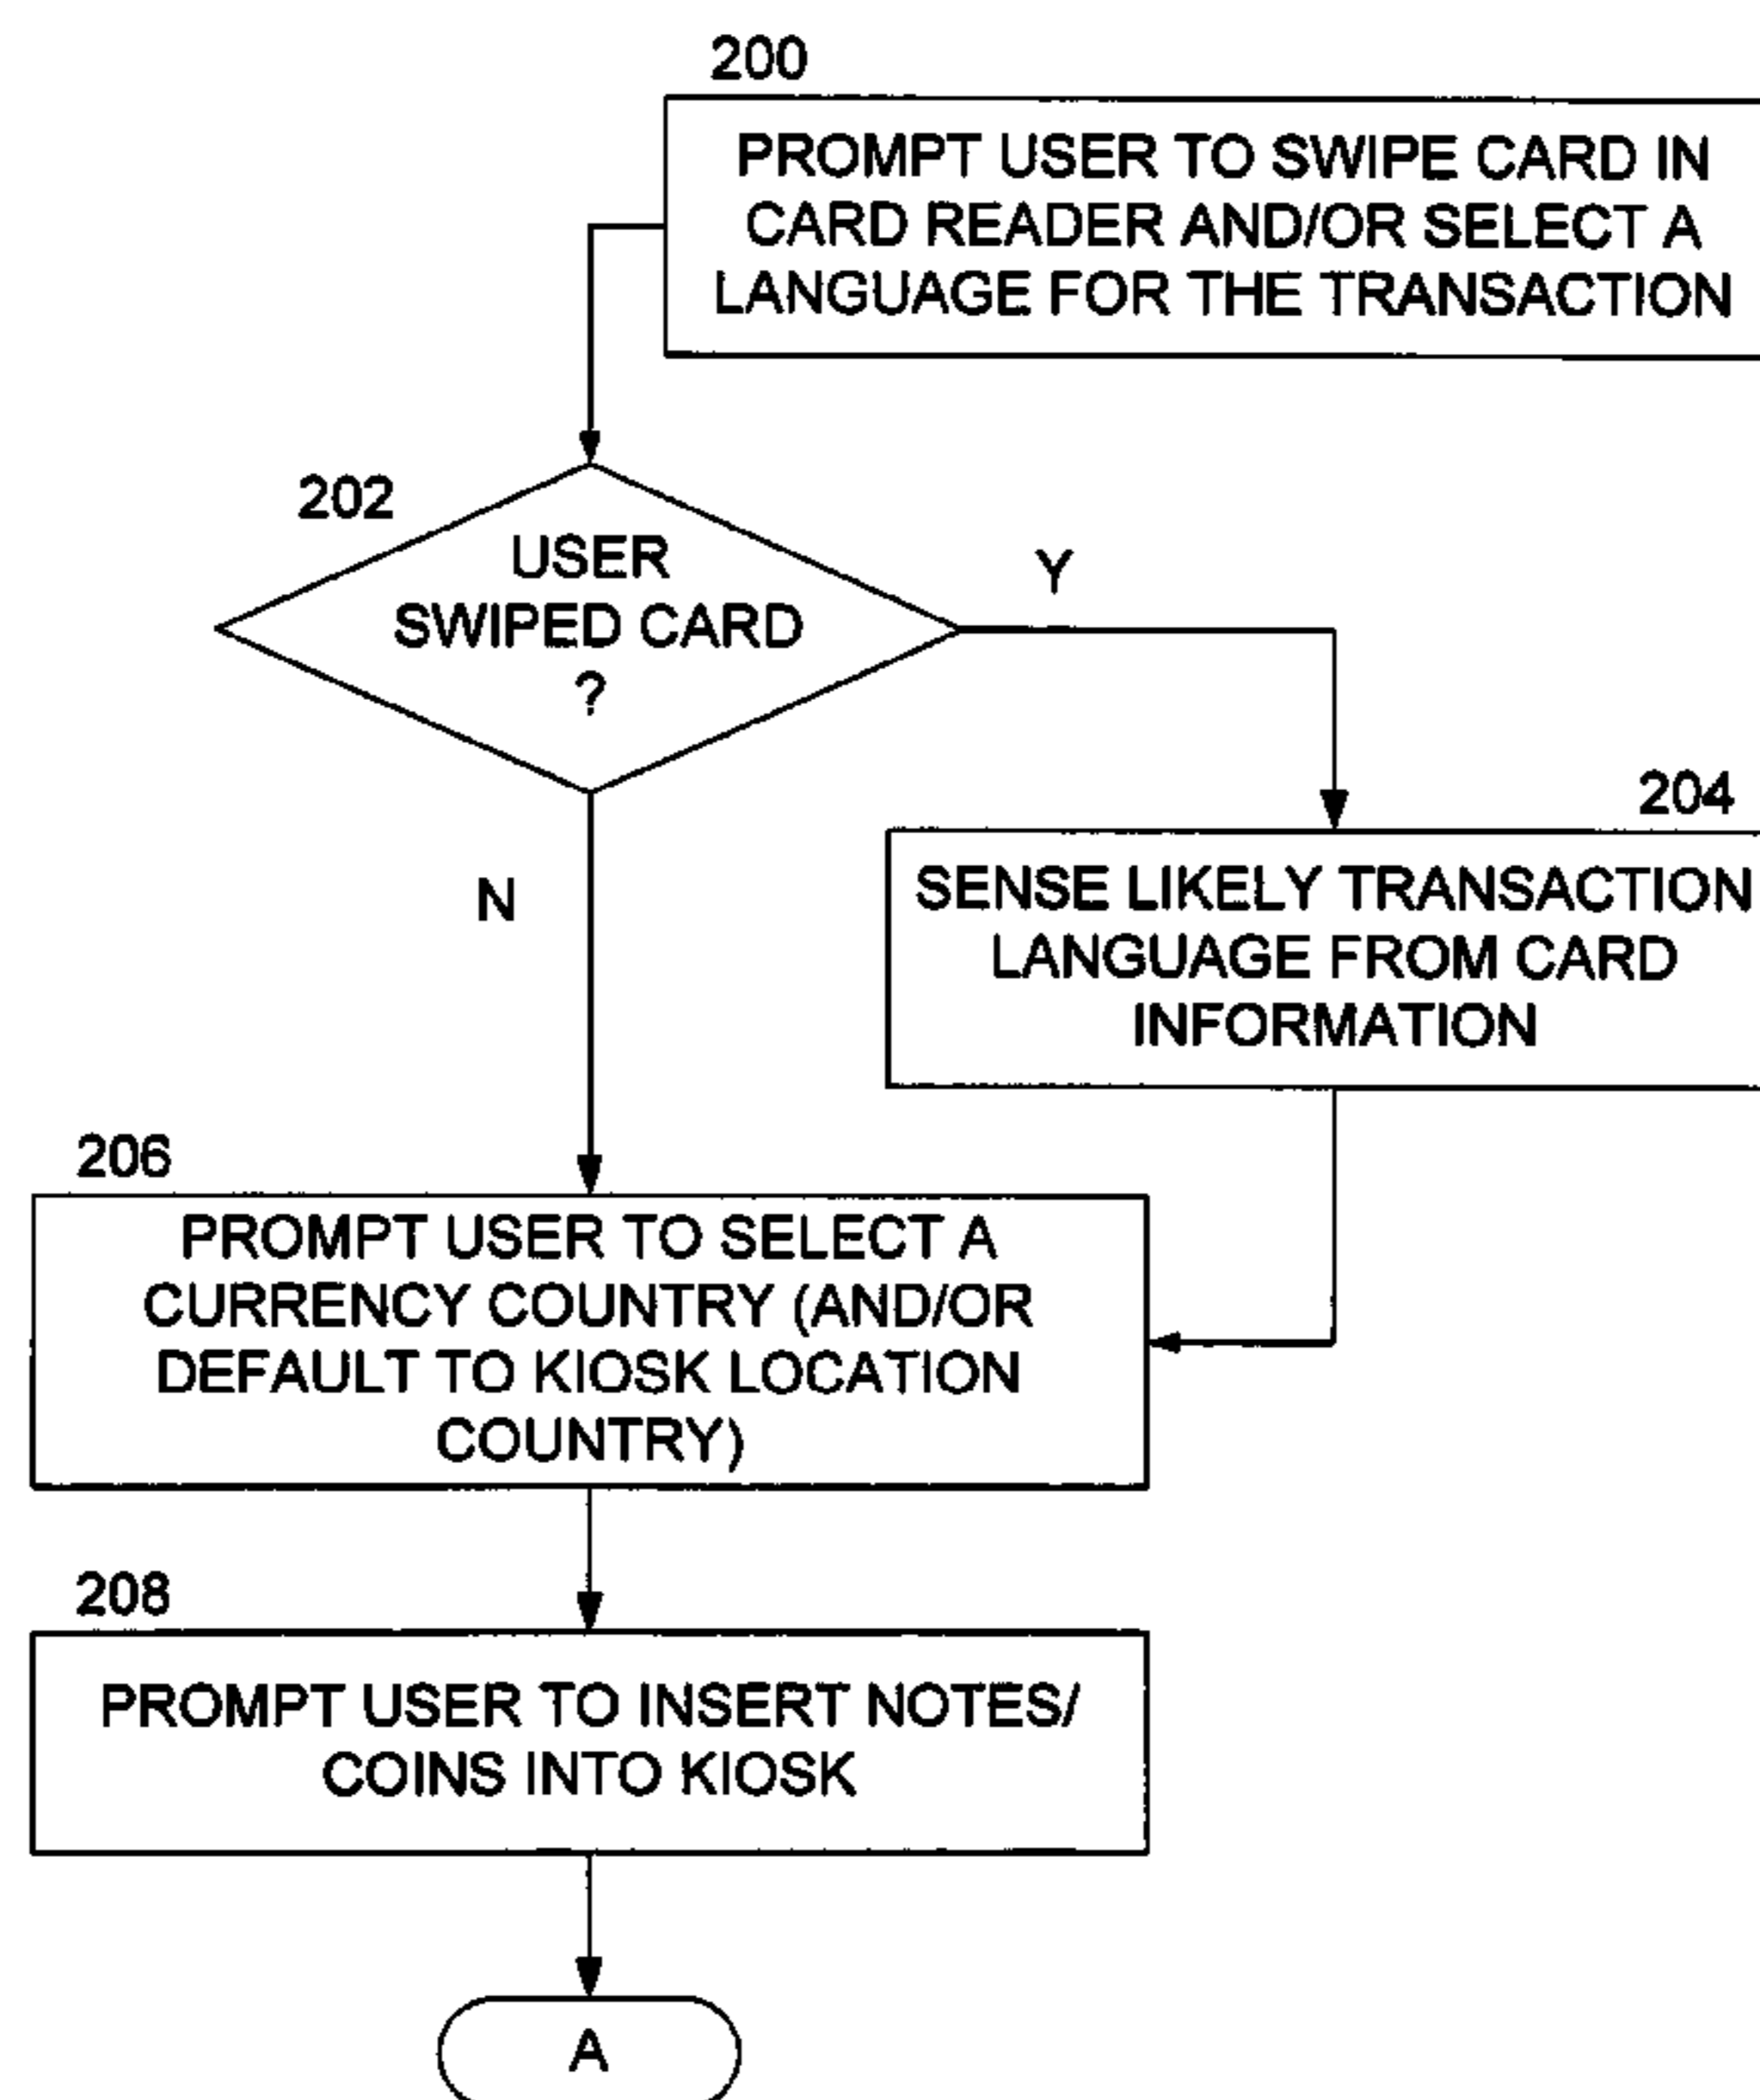 200
PROMPT USER TO SWIPE CARD IN
CARD READER AND/OR SELECT A
LANGUAGE FOR THE TRANSACTION
202
USER
SWIPED CARD
?
Y
N
204
SENSE LIKELY TRANSACTION
LANGUAGE FROM CARD
INFORMATION
206
PROMPT USER TO SELECT A
CURRENCY COUNTRY (AND/OR
DEFAULT TO KIOSK LOCATION
COUNTRY)
208
PROMPT USER TO INSERT NOTES/
COINS INTO KIOSK
A